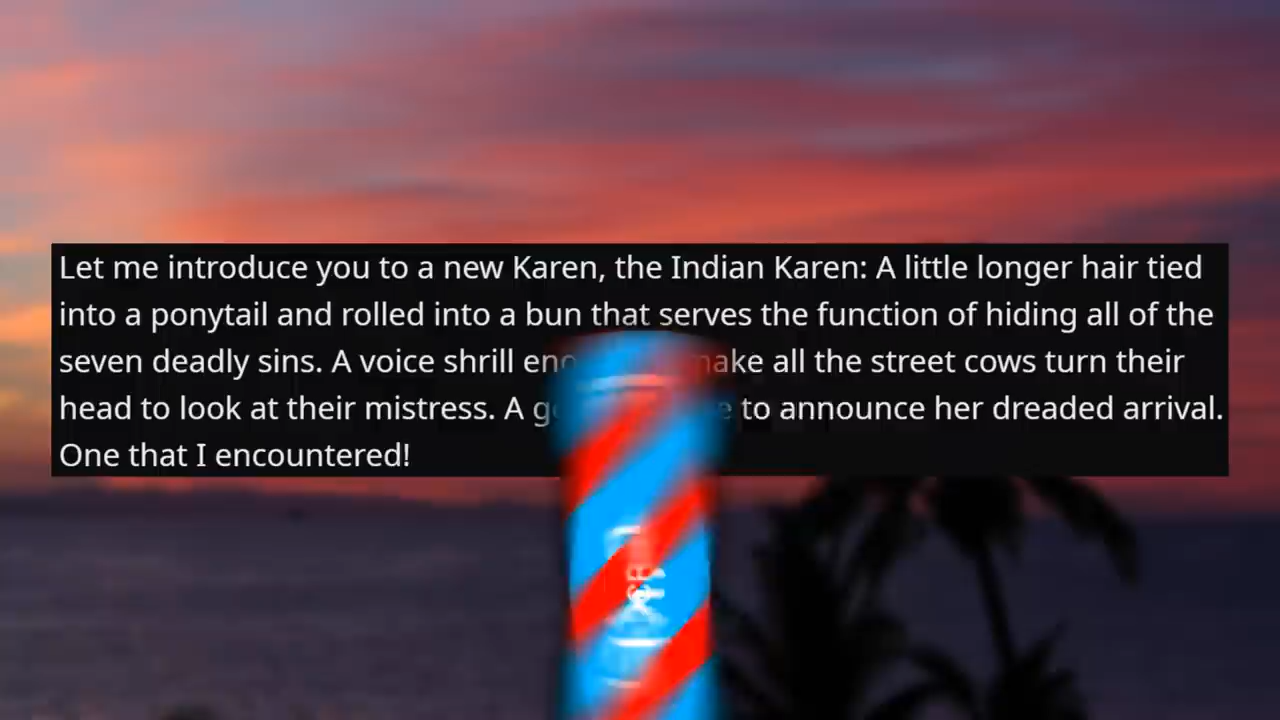 Let me introduce you to a new Karen, the Indian Karen: A little longer hair tied
into a ponytail and rolled into a bun that serves the function of hiding all of the
seven deadly sins. A voice shrill all the street cows turn their
head to look at their mistress. A to announce her dreaded arrival.
One that I encountered!